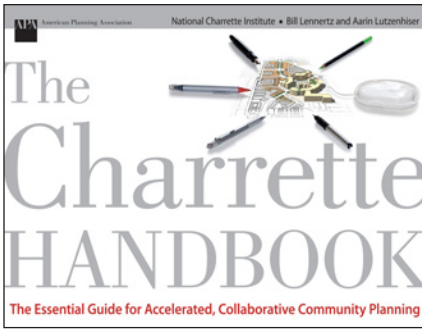 APA American Planning Association National Charrette Institute • Bill Lennertz and Aarin Lutzenhiser
The
Charrette
HANDBOOK
The Essential Guide for Accelerated, Collaborative Community Planning